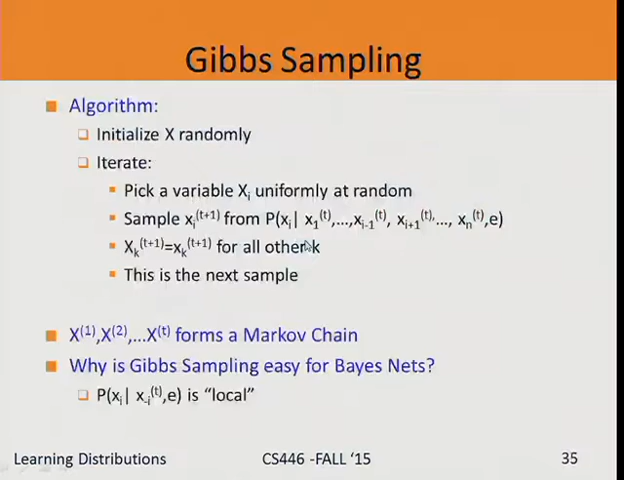 Gibbs Sampling
Algorithm:
Initialize X randomly
Iterate:
Pick a variable Xᵢ uniformly at random
Sample xᵢ⁽ᵗ⁺¹⁾ from P(xᵢ| x₁⁽ᵗ⁾,...,xᵢ₋₁⁽ᵗ⁾, xᵢ₊₁⁽ᵗ⁾,..., xₙ⁽ᵗ⁾,e)
Xₖ⁽ᵗ⁺¹⁾=xₖ⁽ᵗ⁺¹⁾ for all other k
This is the next sample
X⁽¹⁾,X⁽²⁾,...X⁽ᵗ⁾ forms a Markov Chain
Why is Gibbs Sampling easy for Bayes Nets?
P(xᵢ| x₋ᵢ⁽ᵗ⁾,e) is “local”
Learning Distributions CS446 -FALL ‘15 35